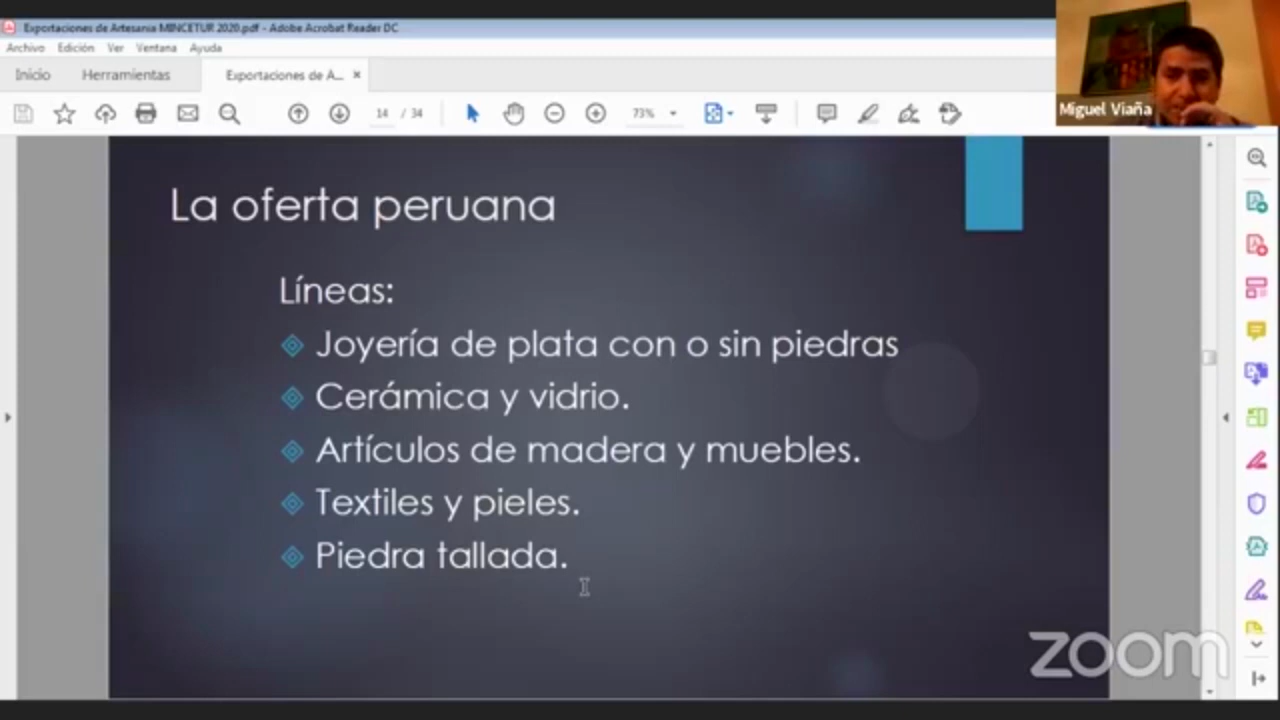 Exportaciones de Artesania MINCETUR 2020.pdf - Adobe Acrobat Reader DC
Archivo Edición Ver Ventana Ayuda
Inicio Herramientas Exportaciones de A... ×
14 / 34 73%
Miguel Viaña
La oferta peruana
Líneas:
Joyería de plata con o sin piedras
Cerámica y vidrio.
Artículos de madera y muebles.
Textiles y pieles.
Piedra tallada.
zoom